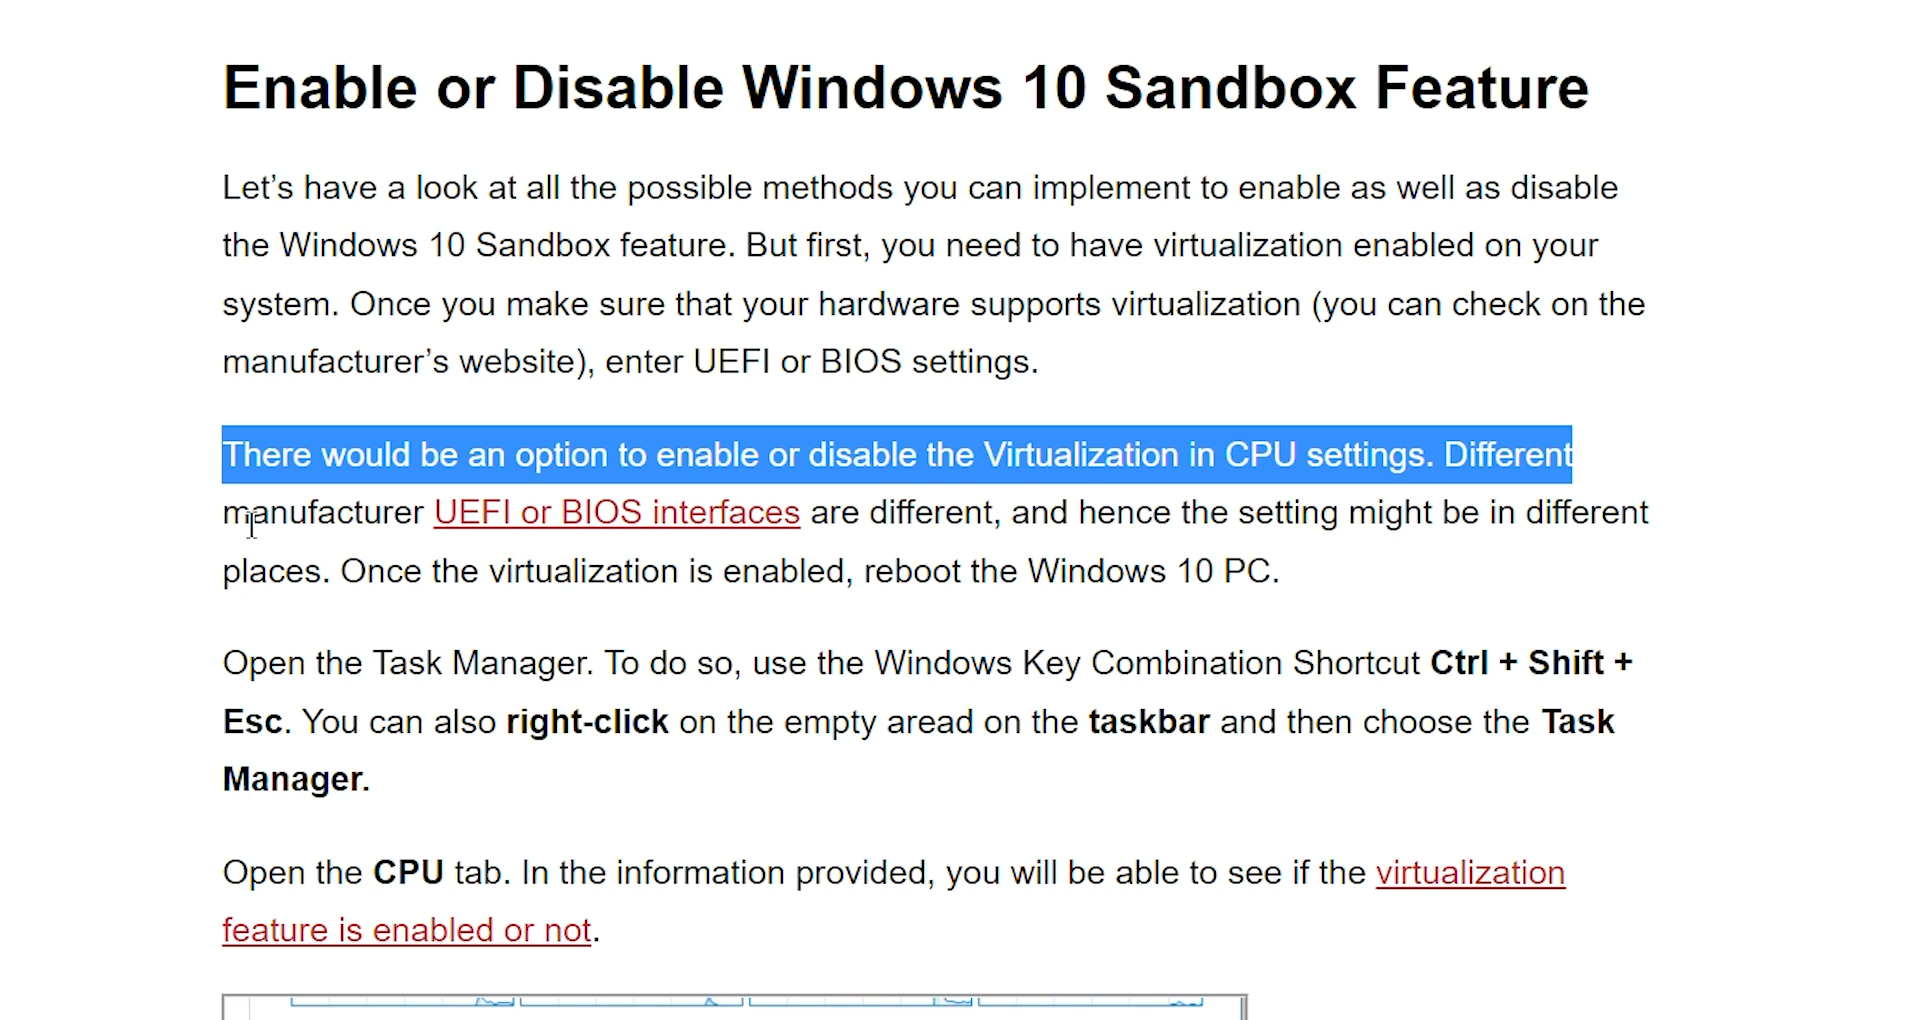 Enable or Disable Windows 10 Sandbox Feature
Let’s have a look at all the possible methods you can implement to enable as well as disable
the Windows 10 Sandbox feature. But first, you need to have virtualization enabled on your
system. Once you make sure that your hardware supports virtualization (you can check on the
manufacturer’s website), enter UEFI or BIOS settings.
There would be an option to enable or disable the Virtualization in CPU settings. Different
manufacturer UEFI or BIOS interfaces are different, and hence the setting might be in different
places. Once the virtualization is enabled, reboot the Windows 10 PC.
Open the Task Manager. To do so, use the Windows Key Combination Shortcut Ctrl + Shift +
Esc. You can also right-click on the empty aread on the taskbar and then choose the Task
Manager.
Open the CPU tab. In the information provided, you will be able to see if the virtualization
feature is enabled or not.